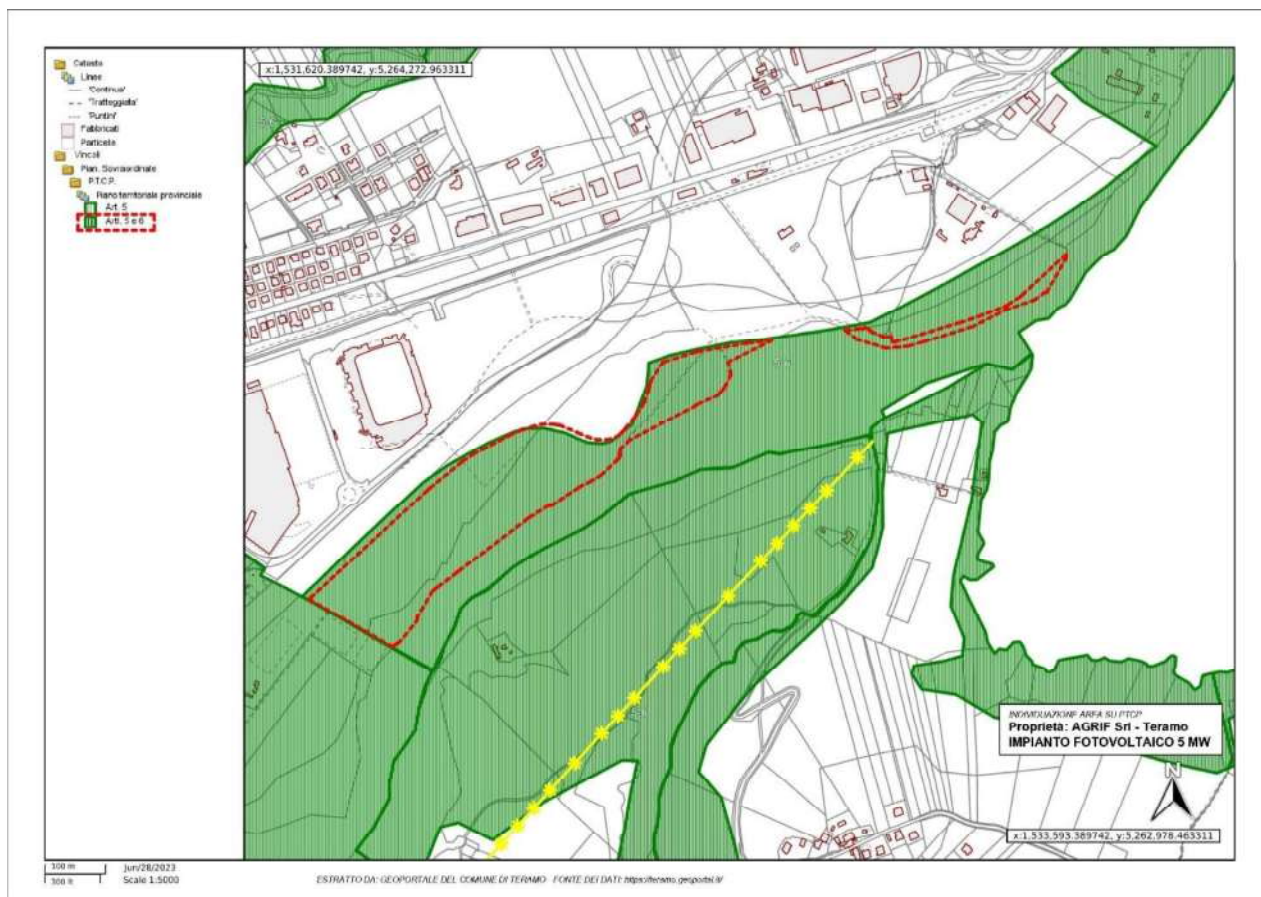 Catasto
Linee
"Continua"
"Tratteggiata"
"Puntini"
Fabbricati
Particelle
Vincoli
Pian. Sovraordinate
P.T.C.P.
Piano territoriale provinciale
Art. 5
Artt. 5 e 6
x:1,531,620.389742, y:5,264,272.963311
INDIVIDUAZIONE AREA SU PTCP
Proprietà: AGRIF Srl - Teramo
IMPIANTO FOTOVOLTAICO 5 MW
N
x:1,533,593.389742, y:5,262,978.463311
100 m
300 ft
Jun/28/2023
Scale 1:5000
ESTRATTO DA: GEOPORTALE DEL COMUNE DI TERAMO - FONTE DEI DATI: https://teramo.geoportal.it/